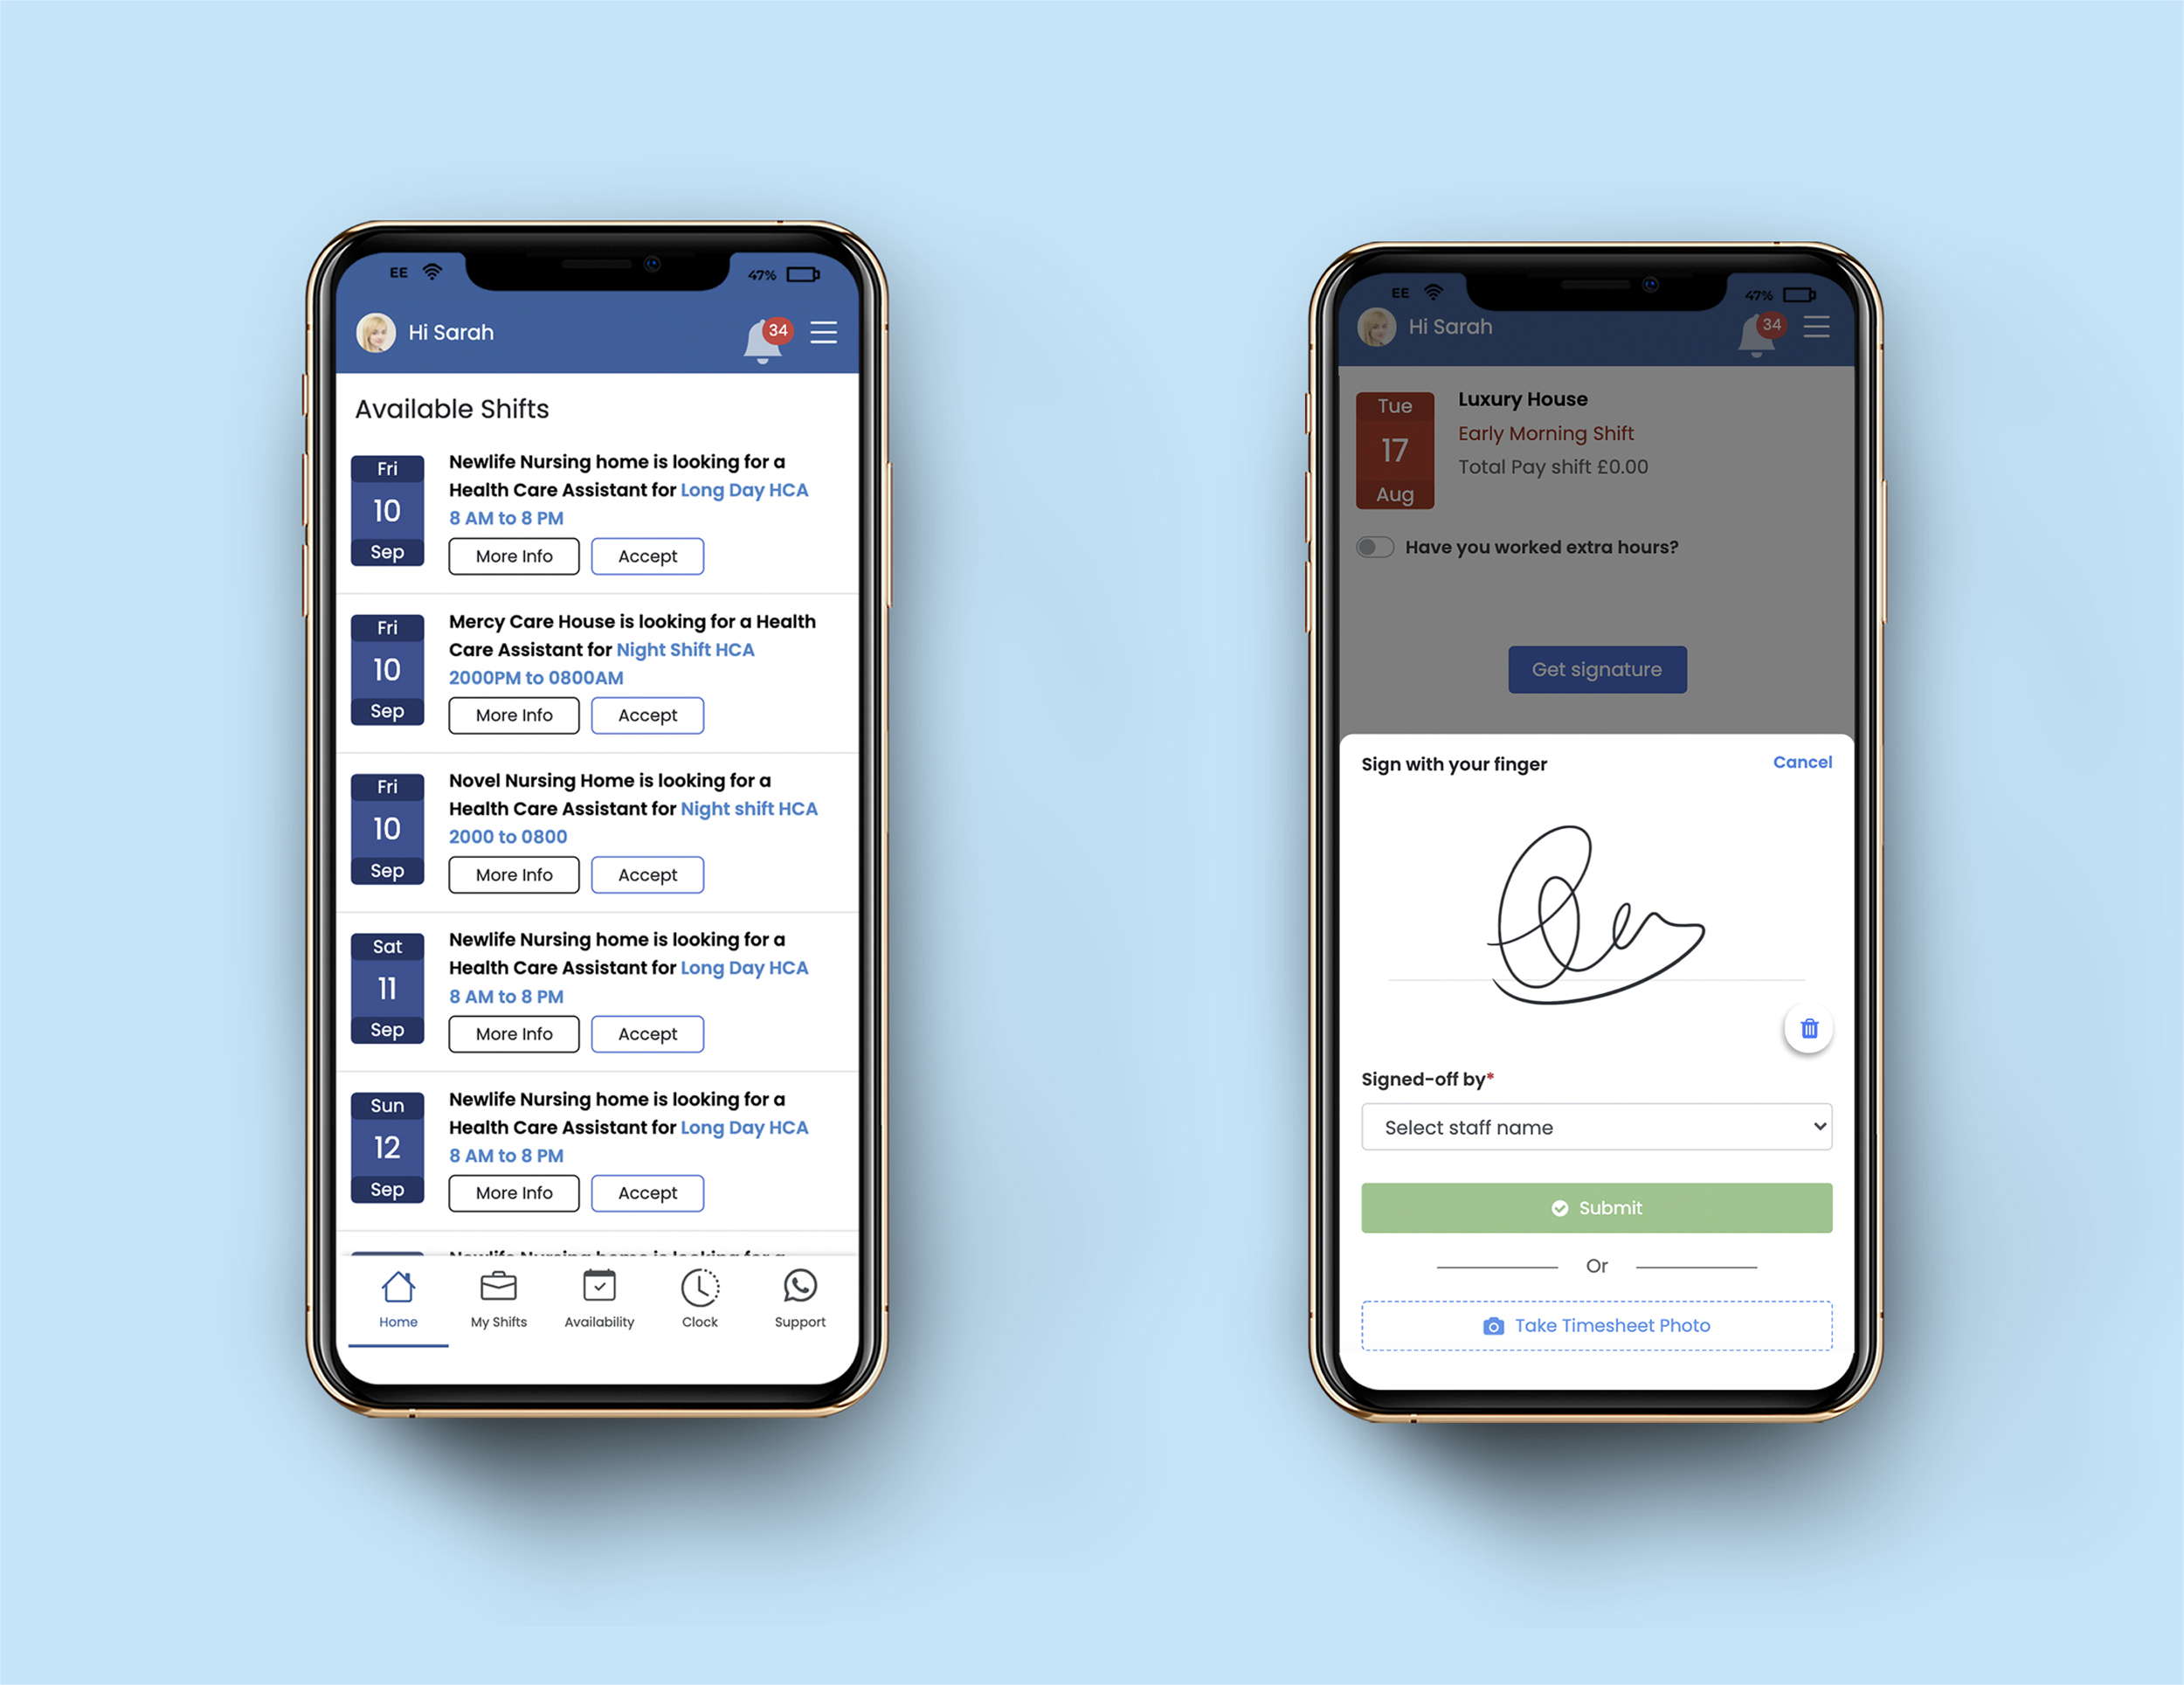 EE
47%
Hi Sarah
34
Available Shifts
Fri
10
Sep
Newlife Nursing home is looking for a
Health Care Assistant for Long Day HCA
8 AM to 8 PM
More Info
Accept
Fri
10
Sep
Mercy Care House is looking for a Health
Care Assistant for Night Shift HCA
2000PM to 0800AM
More Info
Accept
Fri
10
Sep
Novel Nursing Home is looking for a
Health Care Assistant for Night shift HCA
2000 to 0800
More Info
Accept
Sat
11
Sep
Newlife Nursing home is looking for a
Health Care Assistant for Long Day HCA
8 AM to 8 PM
More Info
Accept
Sun
12
Sep
Newlife Nursing home is looking for a
Health Care Assistant for Long Day HCA
8 AM to 8 PM
More Info
Accept
Newlife Nursing home is looking for a
Home
My Shifts
Availability
Clock
Support
EE
47%
Hi Sarah
34
Tue
17
Aug
Luxury House
Early Morning Shift
Total Pay shift £0.00
Have you worked extra hours?
Get signature
Sign with your finger
Cancel
Signed-off by*
Select staff name
Submit
Or
Take Timesheet Photo